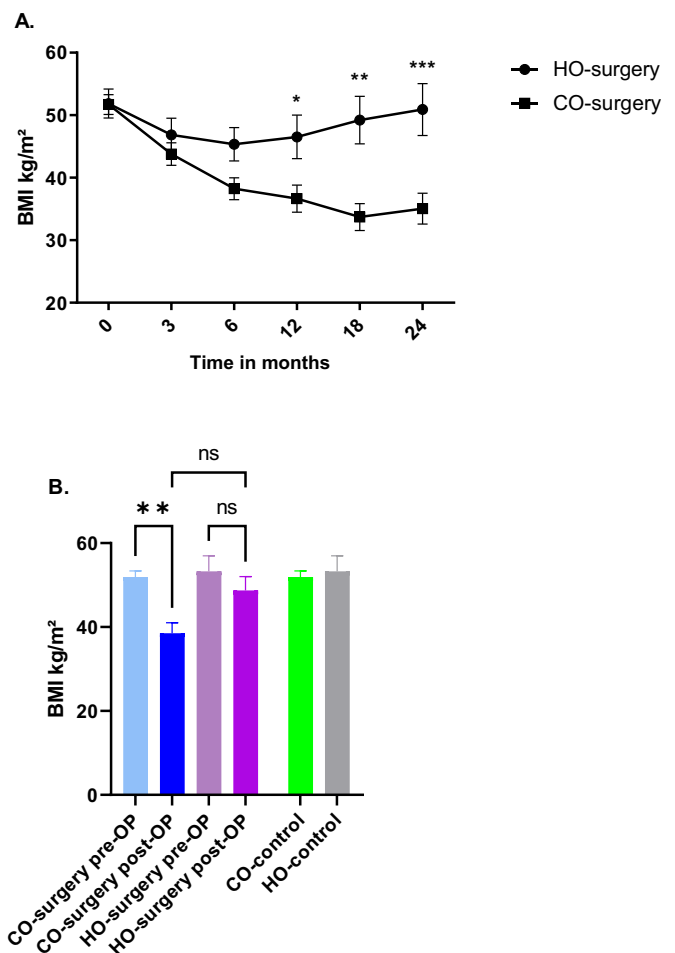 A.
60
50
40
30
20
BMI kg/m²
*
**
***
HO-surgery
CO-surgery
0
3
6
12
18
24
Time in months
B.
ns
**
ns
60
40
20
0
BMI kg/m²
CO-surgery pre-OP
CO-surgery post-OP
HO-surgery pre-OP
HO-surgery post-OP
CO-control
HO-control